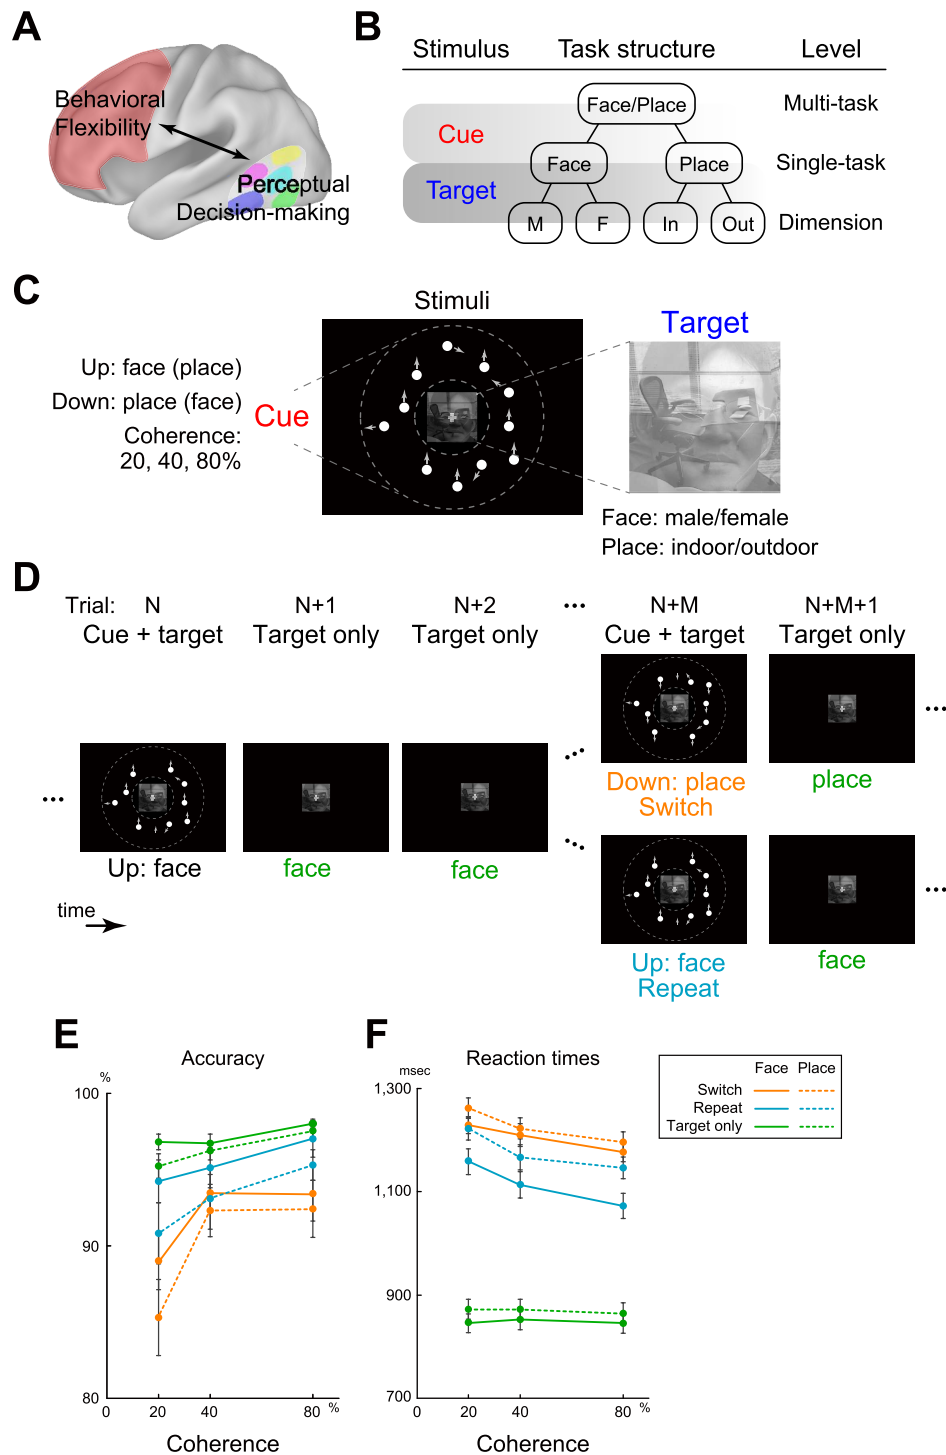 A
Behavioral
Flexibility
Perceptual
Decision-making
B
Stimulus Task structure Level
Face/Place Multi-task
Cue
Face Place Single-task
Target
M F In Out Dimension
C
Stimuli
Target
Up: face (place)
Down: place (face)
Cue
Coherence:
20, 40, 80%
Face: male/female
Place: indoor/outdoor
D
Trial: N N+1 N+2 ••• N+M N+M+1
Cue + target Target only Target only Cue + target Target only
•••
•••
Down: place place
Switch
•••
•••
Up: face face face
•••
•••
time
Up: face face
Repeat
E
Accuracy
%
100
90
80
0 20 40 80 %
Coherence
F
Reaction times
msec
1,300
1,100
900
700
0 20 40 80 %
Coherence
Face Place
Switch
Repeat
Target only